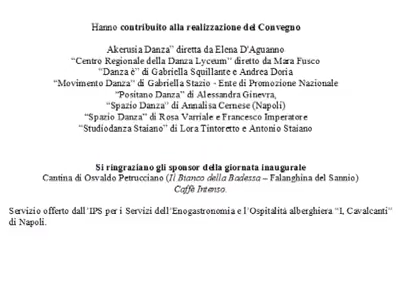 Hanno contribuito alla realizzazione del Convegno
Akerusia Danza” diretta da Elena D'Aguanno
“Centro Regionale della Danza Lyceum” diretto da Mara Fusco
“Danza è” di Gabriella Squillante e Andrea Doria
“Movimento Danza” di Gabriella Stazio - Ente di Promozione Nazionale
“Positano Danza” di Alessandra Ginevra,
“Spazio Danza” di Annalisa Cernese (Napoli)
“Spazio Danza” di Rosa Varriale e Francesco Imperatore
“Studiodanza Staiano” di Lora Tintoretto e Antonio Staiano
Si ringraziano gli sponsor della giornata inaugurale
Cantina di Osvaldo Petrucciano (Il Bianco della Badessa – Falanghina del Sannio)
Caffè Intenso.
Servizio offerto dall’IPS per i Servizi dell’Enogastronomia e l’Ospitalità alberghiera “I, Cavalcanti”
di Napoli.